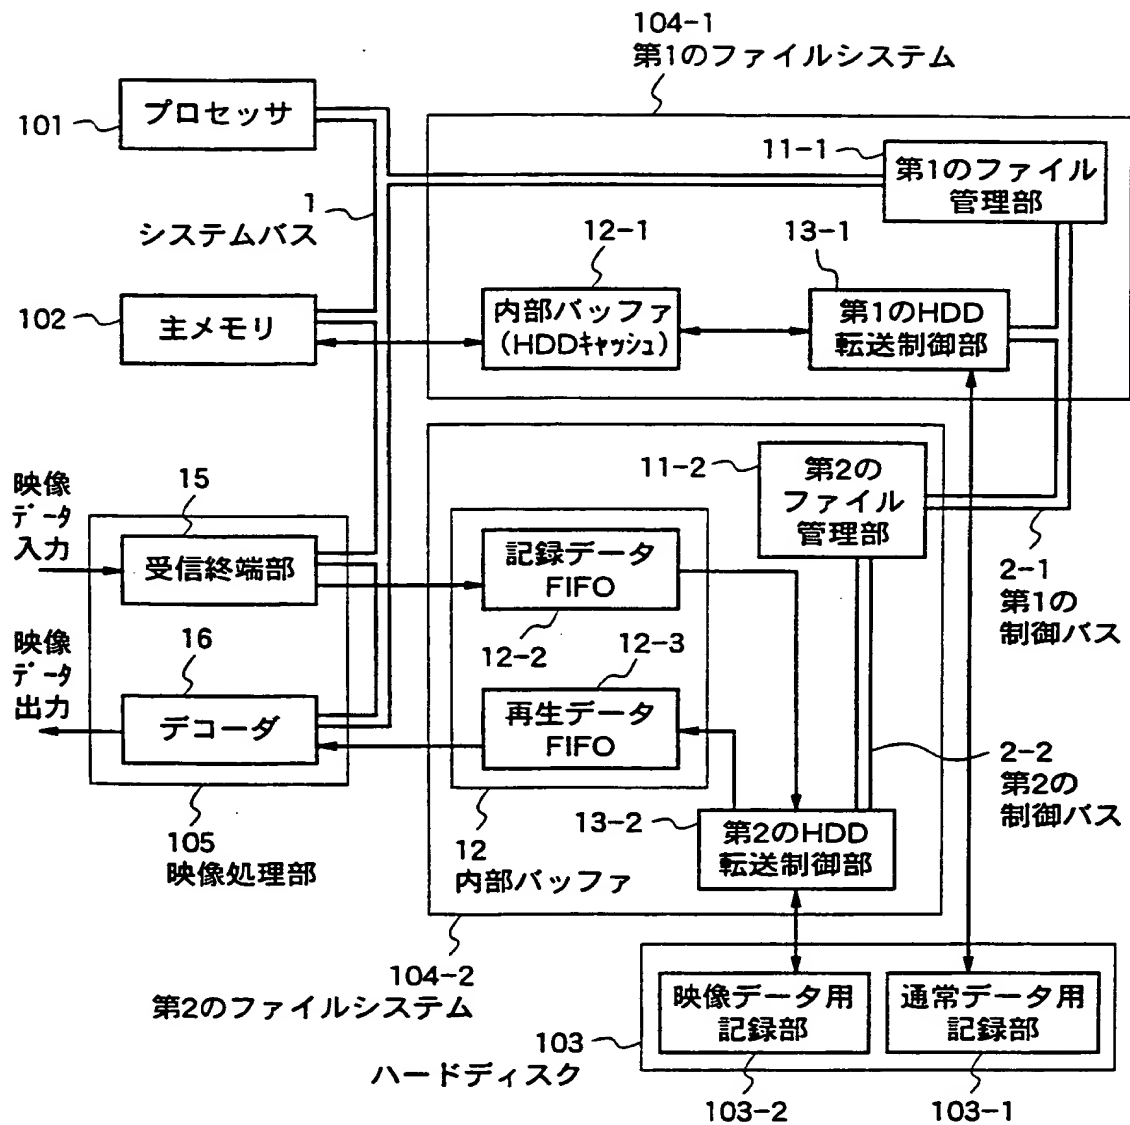 104-1
第1のファイルシステム
プロセッサ
101
11-1
第1のファイル
管理部
1
システムバス
12-1
13-1
主メモリ
102
内部バッファ
(HDDキャッシュ)
第1のHDD
転送制御部
映像
データ
入力
15
受信終端部
11-2
第2の
ファイル
管理部
記録データ
FIFO
12-2
2-1
第1の
制御バス
映像
データ
出力
16
デコーダ
12-3
再生データ
FIFO
2-2
第2の
制御バス
105
映像処理部
12
内部バッファ
13-2
第2のHDD
転送制御部
104-2
第2のファイルシステム
映像データ用
記録部
通常データ用
記録部
103
ハードディスク
103-2
103-1